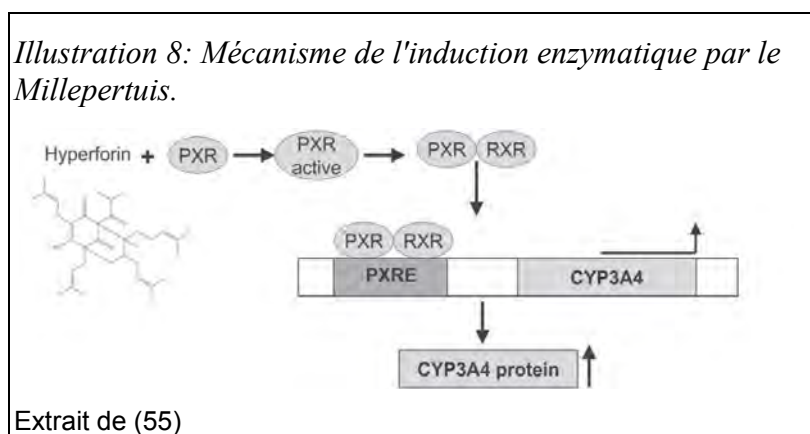 Illustration 8: Mécanisme de l'induction enzymatique par le
Millepertuis.
Hyperforin + PXR PXR active PXR RXR
PXR RXR
PXRE CYP3A4
CYP3A4 protein
Extrait de (55)